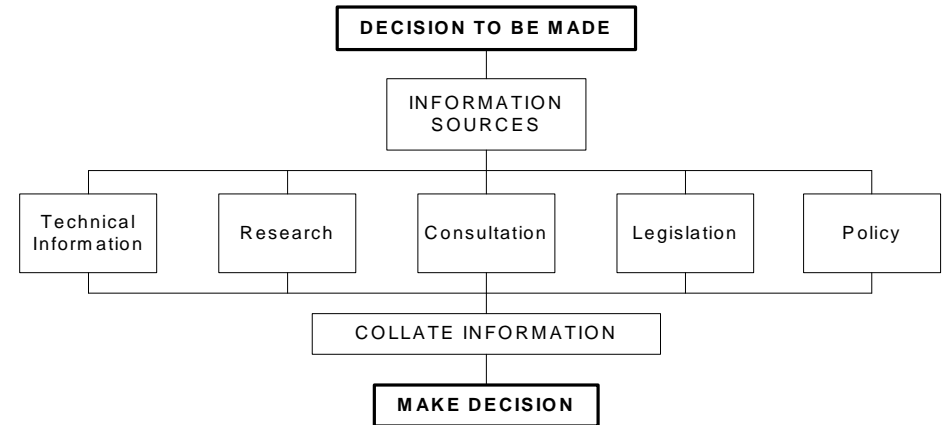 DECISION TO BE MADE
INFORMATION
SOURCES
Technical
Information
Research
Consultation
Legislation
Policy
COLLATE INFORMATION
MAKE DECISION